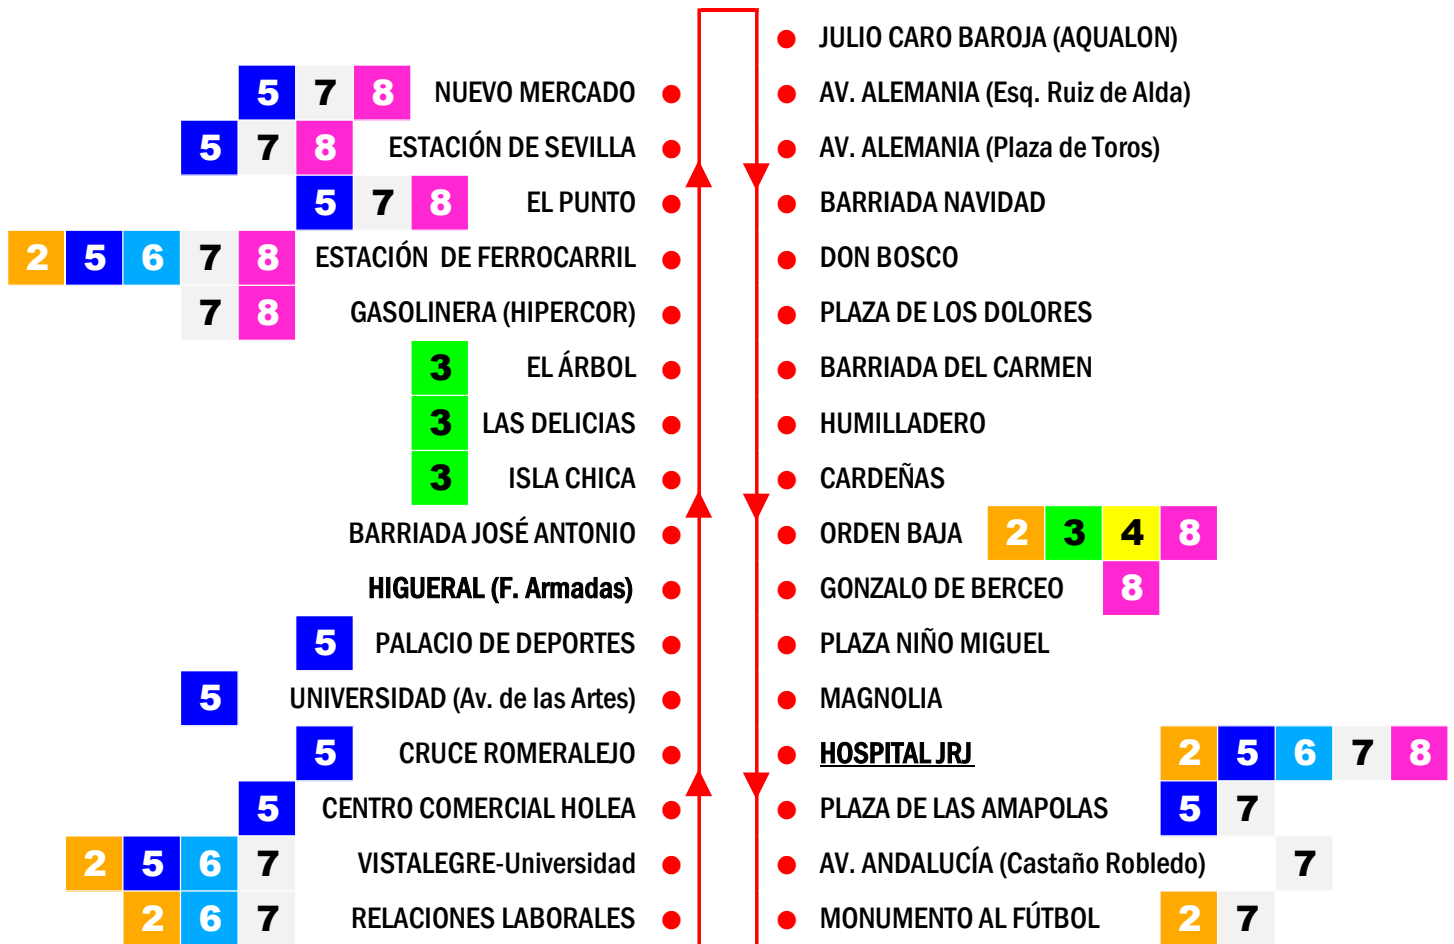 JULIO CARO BAROJA (AQUALON)
5 7 8 NUEVO MERCADO AV. ALEMANIA (Esq. Ruiz de Alda)
5 7 8 ESTACIÓN DE SEVILLA AV. ALEMANIA (Plaza de Toros)
5 7 8 EL PUNTO BARRIADA NAVIDAD
2 5 6 7 8 ESTACIÓN DE FERROCARRIL DON BOSCO
7 8 GASOLINERA (HIPERCOR) PLAZA DE LOS DOLORES
3 EL ÁRBOL BARRIADA DEL CARMEN
3 LAS DELICIAS HUMILLADERO
3 ISLA CHICA CARDEÑAS
BARRIADA JOSÉ ANTONIO ORDEN BAJA 2 3 4 8
HIGUERAL (F. Armadas) GONZALO DE BERCEO 8
5 PALACIO DE DEPORTES PLAZA NIÑO MIGUEL
5 UNIVERSIDAD (Av. de las Artes) MAGNOLIA
5 CRUCE ROMERALEJO HOSPITAL JRJ 2 5 6 7 8
5 CENTRO COMERCIAL HOLEA PLAZA DE LAS AMAPOLAS 5 7
2 5 6 7 VISTALEGRE-Universidad AV. ANDALUCÍA (Castaño Robledo) 7
2 6 7 RELACIONES LABORALES MONUMENTO AL FÚTBOL 2 7